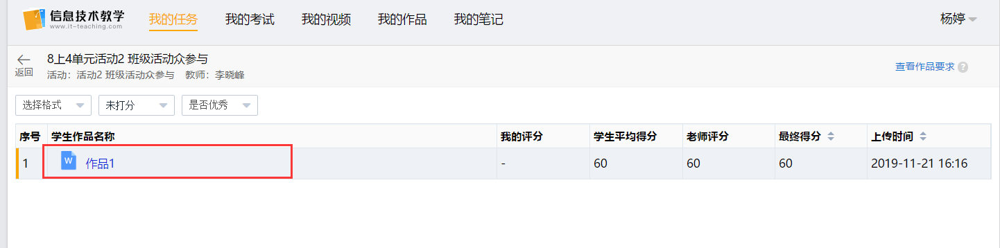 信息技术教学
www.it-teaching.com
我的任务 我的考试 我的视频 我的作品 我的笔记 杨婷
返回
8上4单元活动2 班级活动众参与
活动：活动2 班级活动众参与 教师：李晓峰
查看作品要求 ?
选择格式 未打分 是否优秀
序号 学生作品名称 我的评分 学生平均得分 老师评分 最终得分 上传时间
1 W 作品1 - 60 60 60 2019-11-21 16:16